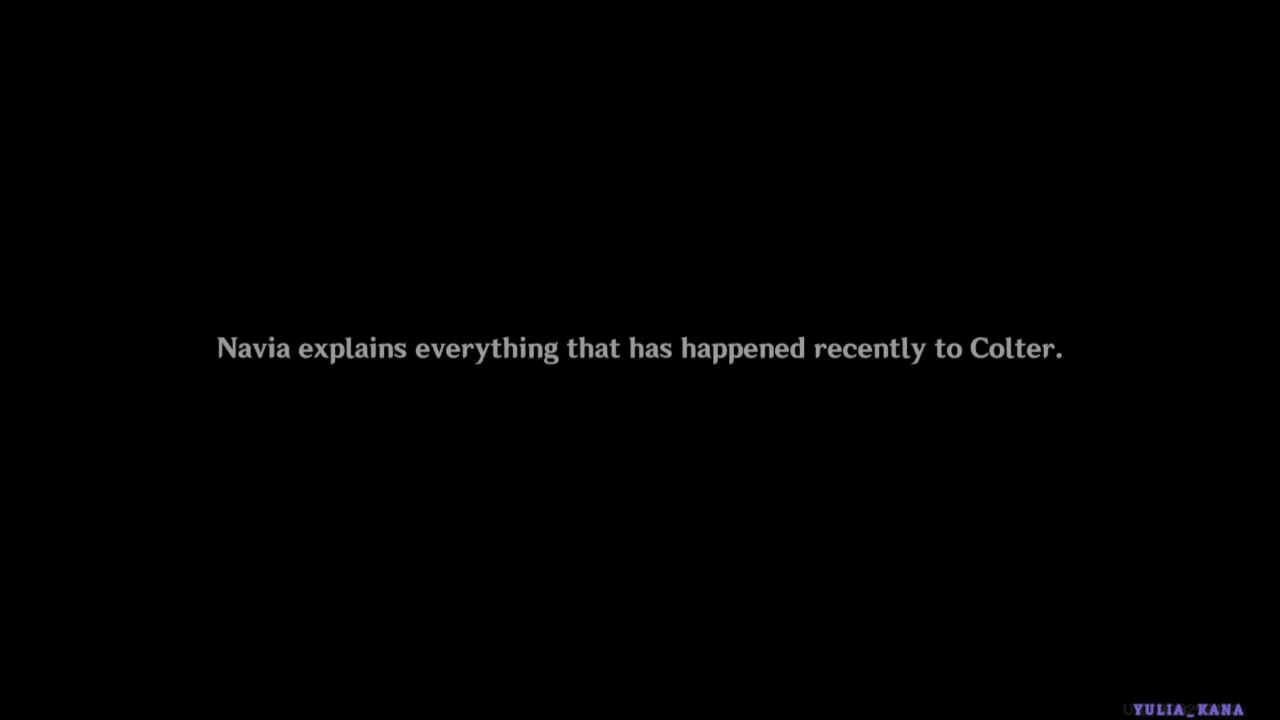 Navia explains everything that has happened recently to Colter.
YULIA_KANA